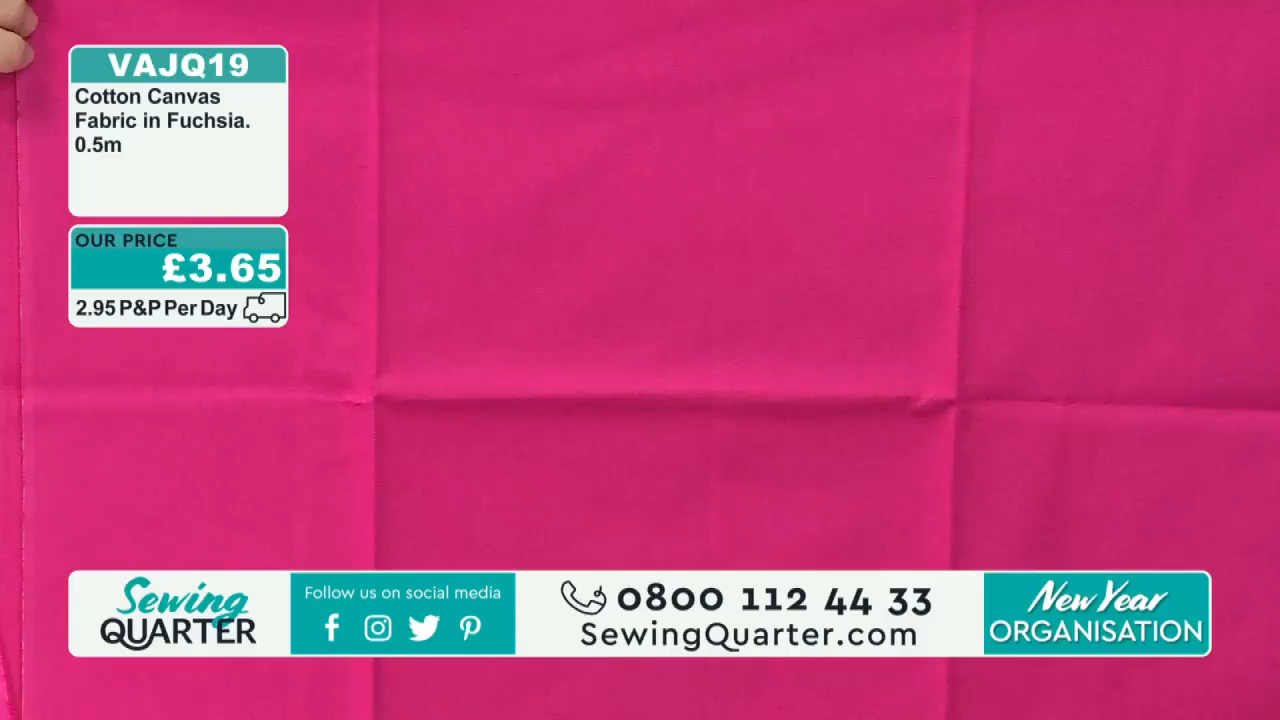 VAJQ19
Cotton Canvas
Fabric in Fuchsia.
0.5m
OUR PRICE
£3.65
2.95 P&P Per Day
Sewing
QUARTER
Follow us on social media
0800 112 44 33
SewingQuarter.com
New Year
ORGANISATION